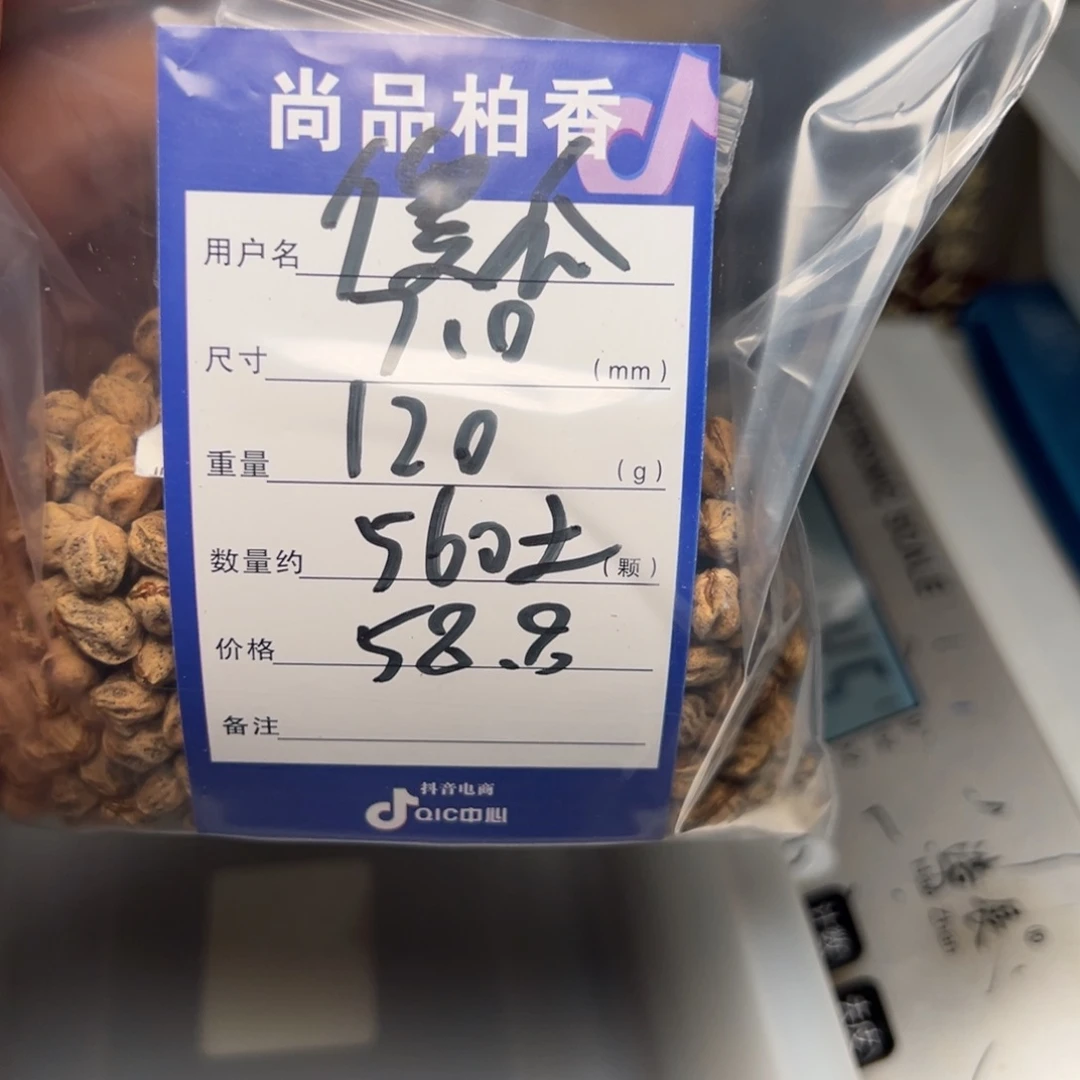 尚品柏香
用户名
尺寸 7.0 (mm)
重量 120 (g)
数量约 560± (颗)
价格 58.8
备注
抖音电商
QIC中心